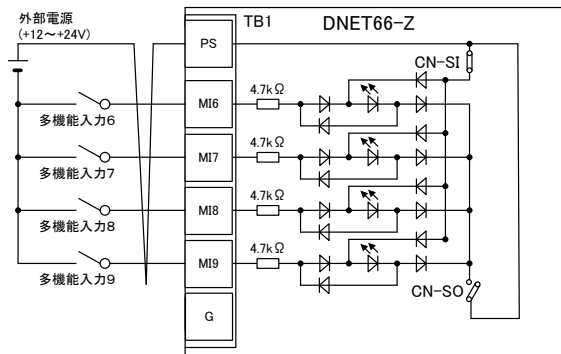 外部電源
(+12～+24V)
TB1
DNET66-Z
PS
CN-SI
MI6
4.7kΩ
多機能入力6
MI7
4.7kΩ
多機能入力7
MI8
4.7kΩ
多機能入力8
MI9
4.7kΩ
多機能入力9
CN-SO
G